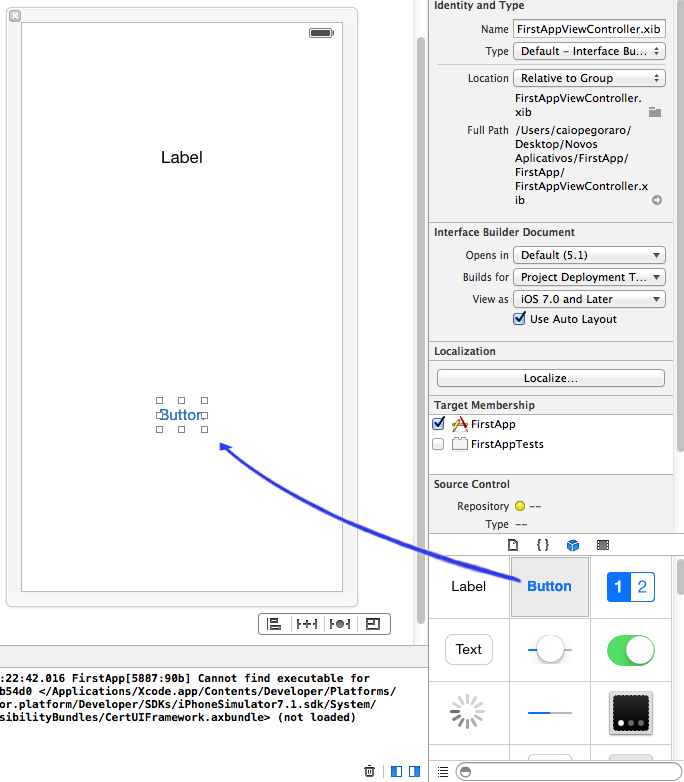 Label
Button
:22:42.016 FirstApp[5887:90b] Cannot find executable for
b54d0 </Applications/Xcode.app/Contents/Developer/Platforms/
or.platform/Developer/SDKs/iPhoneSimulator7.1.sdk/System/
sibilityBundles/CertUIFramework.axbundle> (not loaded)
Identity and Type
Name FirstAppViewController.xib
Type Default - Interface Bu...
Location Relative to Group
FirstAppViewController.
xib
Full Path /Users/caiopegoraro/
Desktop/Novos
Aplicativos/FirstApp/
FirstApp/
FirstAppViewController.x
ib
Interface Builder Document
Opens in Default (5.1)
Builds for Project Deployment T...
View as iOS 7.0 and Later
Use Auto Layout
Localization
Localize...
Target Membership
FirstApp
FirstAppTests
Source Control
Repository --
Type --
{ }
Label Button 1 2
Text